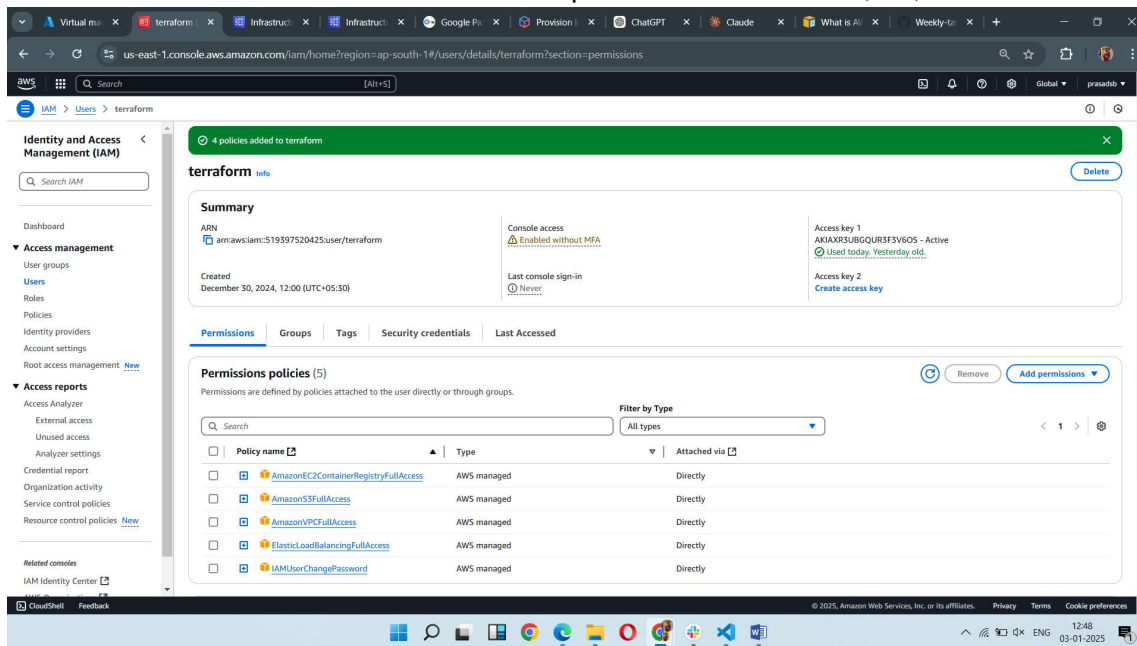 Virtual ma
terraform
Infrastruct
Infrastruct
Google Pa
Provision I
ChatGPT
Claude
What is AV
Weekly-ta
us-east-1.console.aws.amazon.com/iam/home?region=ap-south-1#/users/details/terraform?section=permissions
aws
Search
[Alt+S]
Global
prasadsb
IAM > Users > terraform
Identity and Access Management (IAM)
Search IAM
Dashboard
Access management
User groups
Users
Roles
Policies
Identity providers
Account settings
Root access management New
Access reports
Access Analyzer
External access
Unused access
Analyzer settings
Credential report
Organization activity
Service control policies
Resource control policies New
Related consoles
IAM Identity Center
4 policies added to terraform
terraform Info
Delete
Summary
ARN
arn:aws:iam::519397520425:user/terraform
Console access
Enabled without MFA
Access key 1
AKIAXR3UBGQUR3F3V6OS - Active
Used today. Yesterday old.
Created
December 30, 2024, 12:00 (UTC+05:30)
Last console sign-in
Never
Access key 2
Create access key
Permissions
Groups
Tags
Security credentials
Last Accessed
Permissions policies (5)
Remove
Add permissions
Permissions are defined by policies attached to the user directly or through groups.
Filter by Type
Search
All types
1
Policy name
Type
Attached via
AmazonEC2ContainerRegistryFullAccess
AWS managed
Directly
AmazonS3FullAccess
AWS managed
Directly
AmazonVPCFullAccess
AWS managed
Directly
ElasticLoadBalancingFullAccess
AWS managed
Directly
IAMUserChangePassword
AWS managed
Directly
CloudShell
Feedback
© 2025, Amazon Web Services, Inc. or its affiliates.
Privacy
Terms
Cookie preferences
ENG
12:48
03-01-2025